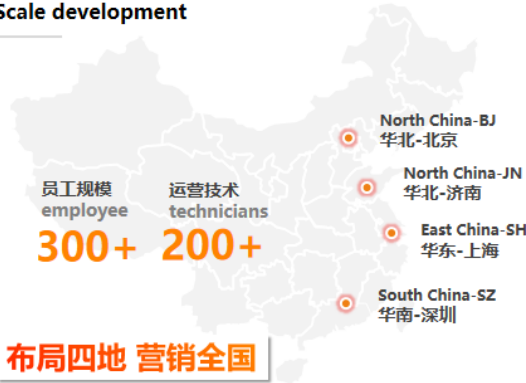 Scale development
North China-BJ
华北-北京
North China-JN
华北-济南
员工规模
employee
300+
运营技术
technicians
200+
East China-SH
华东-上海
South China-SZ
华南-深圳
布局四地 营销全国